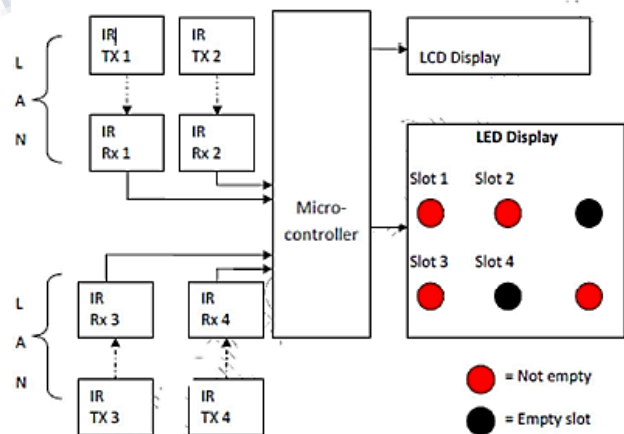 IR
TX 1
IR
TX 2
L
A
N
IR
Rx 1
IR
Rx 2
Micro-
controller
LCD Display
LED Display
Slot 1 Slot 2
Slot 3 Slot 4
L
A
N
IR
Rx 3
IR
Rx 4
IR
TX 3
IR
TX 4
= Not empty
= Empty slot